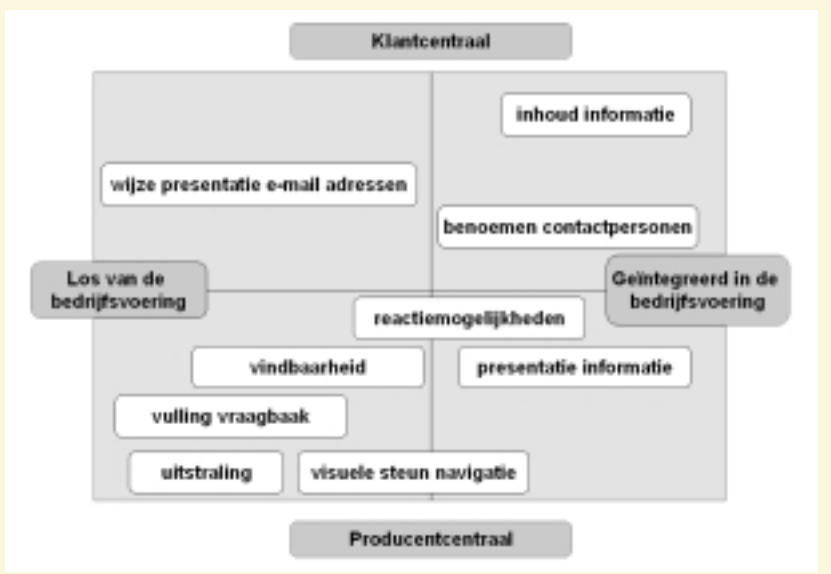 Klantcentraal
inhoud informatie
wijze presentatie e-mail adressen
benoemen contactpersonen
Los van de
bedrijfsvoering
Geïntegreerd in de
bedrijfsvoering
reactiemogelijkheden
vindbaarheid
presentatie informatie
vulling vraagbaak
uitstraling
visuele steun navigatie
Producentcentraal